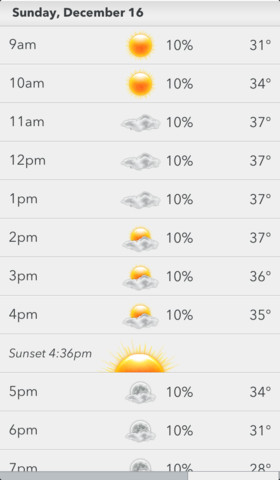 Sunday, December 16
9am 10% 31°
10am 10% 34°
11am 10% 37°
12pm 10% 37°
1pm 10% 37°
2pm 10% 37°
3pm 10% 36°
4pm 10% 35°
Sunset 4:36pm
5pm 10% 34°
6pm 10% 31°
7pm 10% 28°